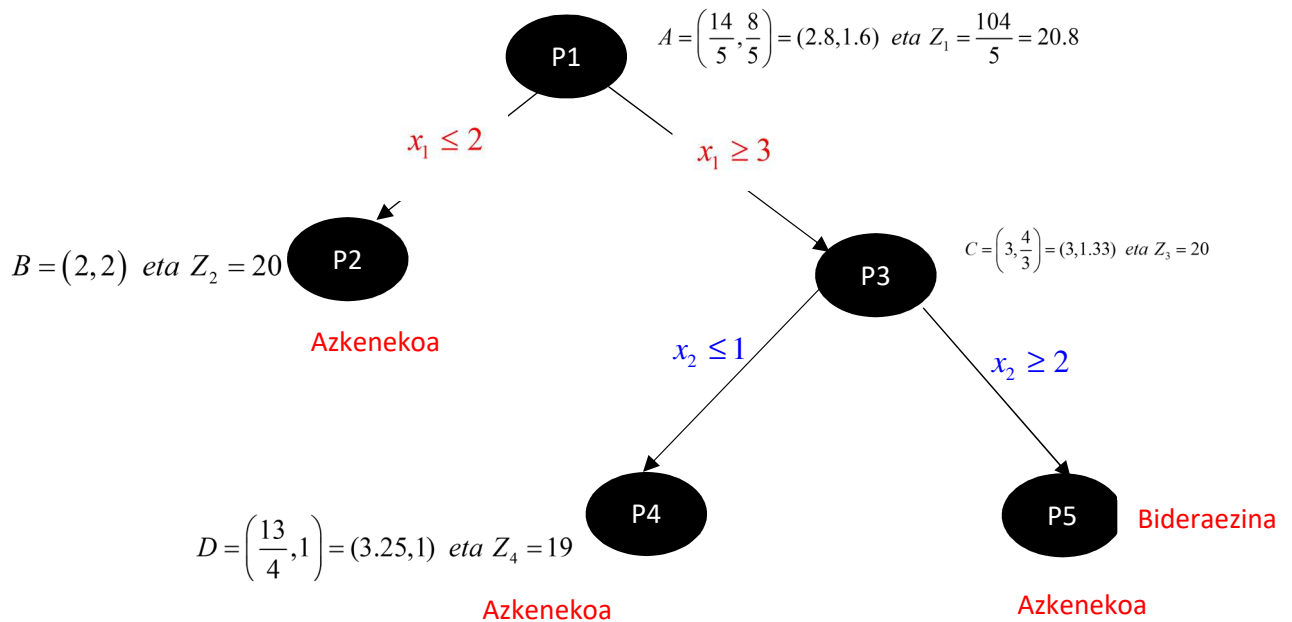 P1
A = (14/5, 8/5) = (2.8,1.6) eta Z₁ = 104/5 = 20.8
x₁ ≤ 2
x₁ ≥ 3
B = (2,2) eta Z₂ = 20
P2
Azkenekoa
P3
C = (3, 4/3) = (3,1.33) eta Z₃ = 20
x₂ ≤ 1
x₂ ≥ 2
D = (13/4, 1) = (3.25,1) eta Z₄ = 19
P4
Azkenekoa
P5
Bideraezina
Azkenekoa